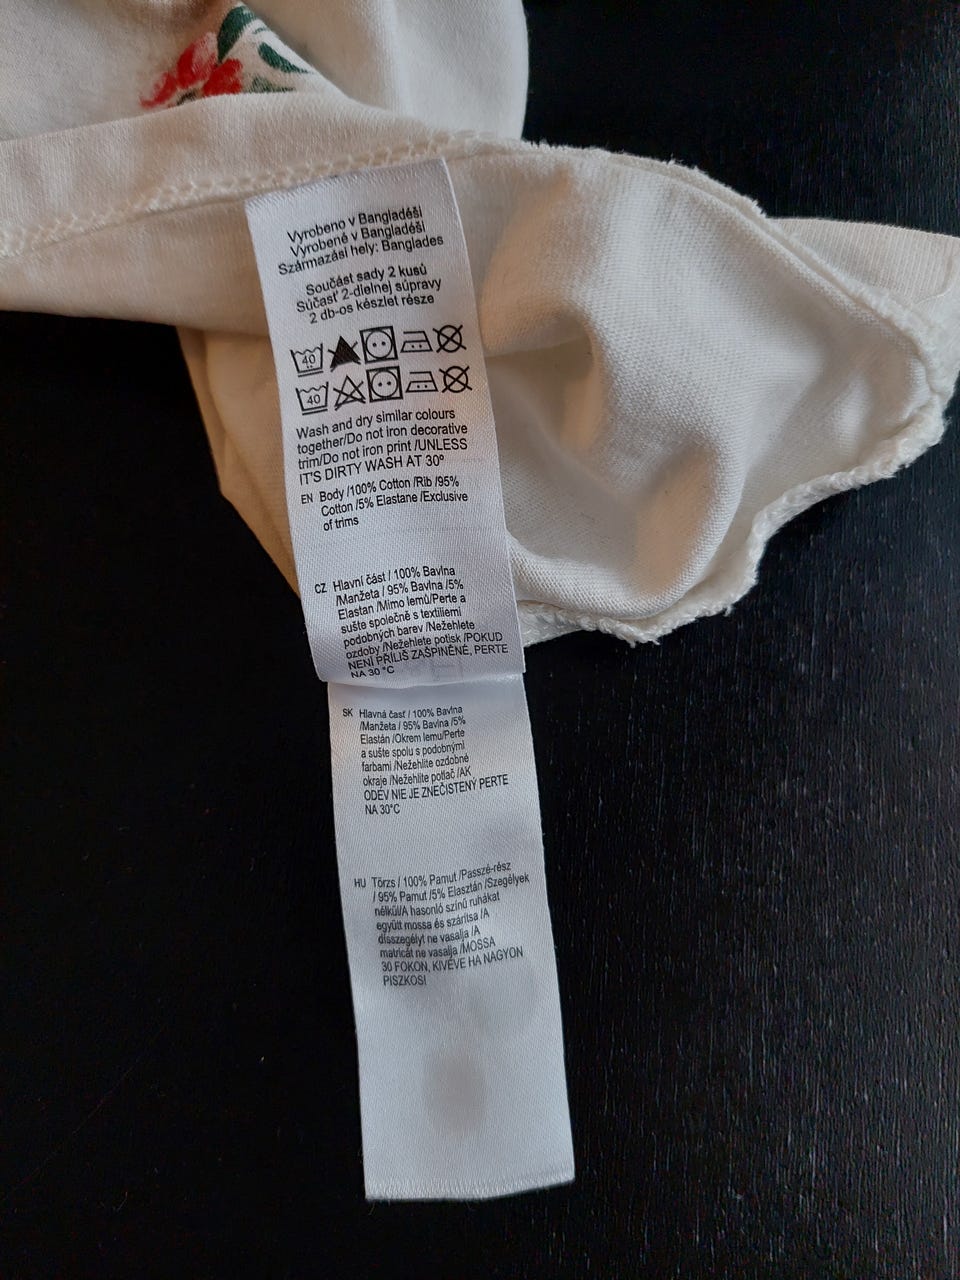 Vyrobeno v Bangladéši
Vyrobené v Bangladéši
Származási hely: Banglades
Součást sady 2 kusů
Súčasť 2-dielnej súpravy
2 db-os készlet része
40
40
Wash and dry similar colours
together/Do not iron decorative
trim/Do not iron print /UNLESS
IT'S DIRTY WASH AT 30º
EN Body /100% Cotton /Rib /95%
Cotton /5% Elastane /Exclusive
of trims
CZ Hlavní část / 100% Bavlna
/Manžeta / 95% Bavlna /5%
Elastan /Mimo lemů/Perte a
sušte společně s textiliemi
podobných barev /Nežehlete
ozdoby /Nežehlete potisk /POKUD
NENÍ PŘÍLIŠ ZAŠPINĚNÉ, PERTE
NA 30 °C
SK Hlavná časť / 100% Bavlna
/Manžeta / 95% Bavlna /5%
Elastán /Okrem lemu/Perte
a sušte spolu s podobnými
farbami /Nežehlite ozdobné
okraje /Nežehlite potlač /AK
ODEV NIE JE ZNEČISTENÝ PERTE
NA 30°C
HU Törzs / 100% Pamut /Passzé-rész
/ 95% Pamut /5% Elasztán /Szegélyek
nélkül/A hasonló színű ruhákat
együtt mossa és szárítsa /A
díszszegélyt ne vasalja /A
matricát ne vasalja /MOSSA
30 FOKON, KIVÉVE HA NAGYON
PISZKOS!